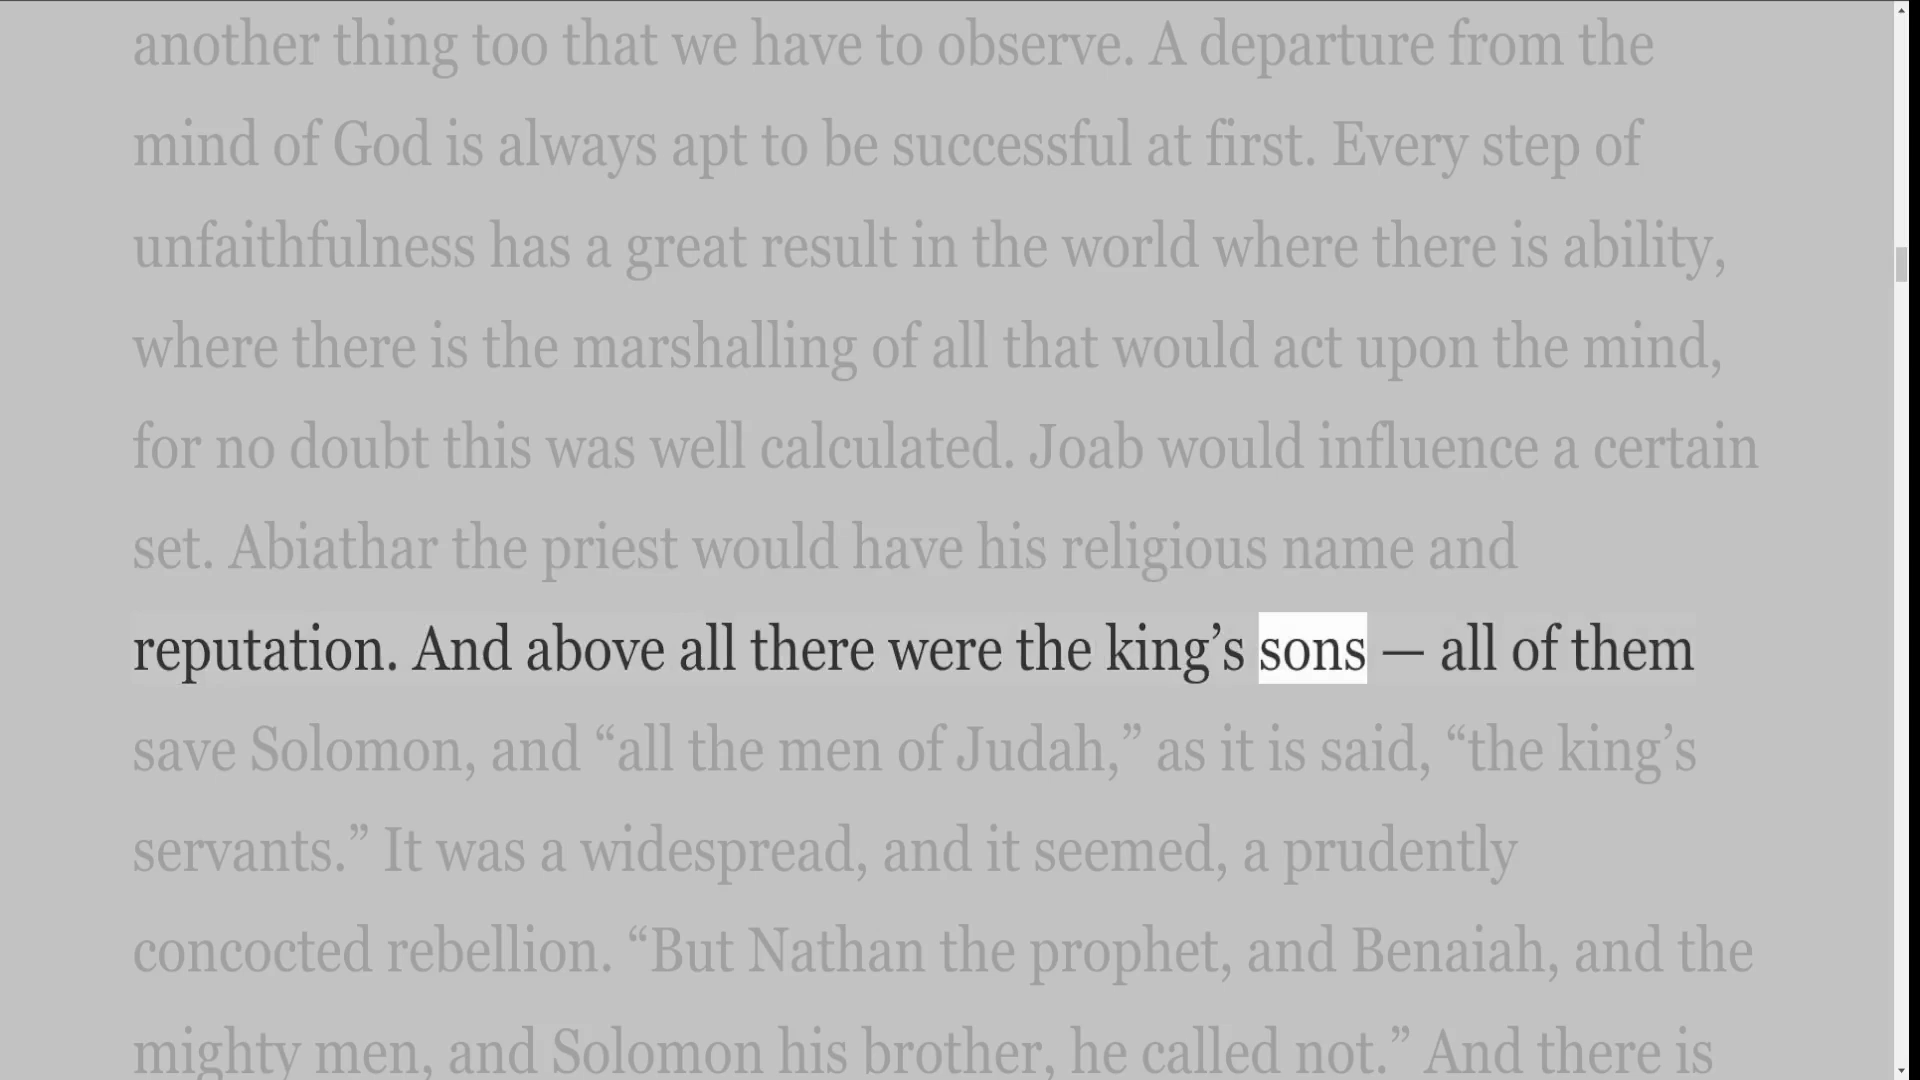 another thing too that we have to observe. A departure from the
mind of God is always apt to be successful at first. Every step of
unfaithfulness has a great result in the world where there is ability,
where there is the marshalling of all that would act upon the mind,
for no doubt this was well calculated. Joab would influence a certain
set. Abiathar the priest would have his religious name and
reputation. And above all there were the king’s sons — all of them
save Solomon, and “all the men of Judah,” as it is said, “the king’s
servants.” It was a widespread, and it seemed, a prudently
concocted rebellion. “But Nathan the prophet, and Benaiah, and the
mighty men, and Solomon his brother, he called not.” And there is